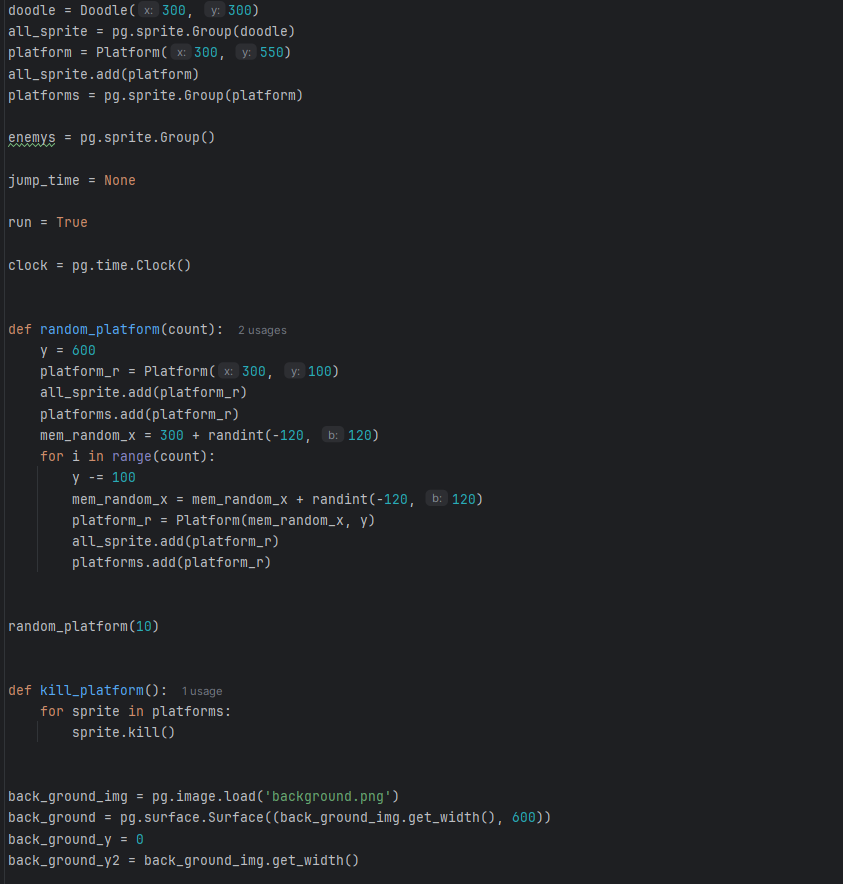 doodle = Doodle( x: 300, y: 300)
all_sprite = pg.sprite.Group(doodle)
platform = Platform( x: 300, y: 550)
all_sprite.add(platform)
platforms = pg.sprite.Group(platform)
enemys = pg.sprite.Group()
jump_time = None
run = True
clock = pg.time.Clock()
def random_platform(count): 2 usages
y = 600
platform_r = Platform( x: 300, y: 100)
all_sprite.add(platform_r)
platforms.add(platform_r)
mem_random_x = 300 + randint(-120, b: 120)
for i in range(count):
y -= 100
mem_random_x = mem_random_x + randint(-120, b: 120)
platform_r = Platform(mem_random_x, y)
all_sprite.add(platform_r)
platforms.add(platform_r)
random_platform(10)
def kill_platform(): 1 usage
for sprite in platforms:
sprite.kill()
back_ground_img = pg.image.load('background.png')
back_ground = pg.surface.Surface((back_ground_img.get_width(), 600))
back_ground_y = 0
back_ground_y2 = back_ground_img.get_width()